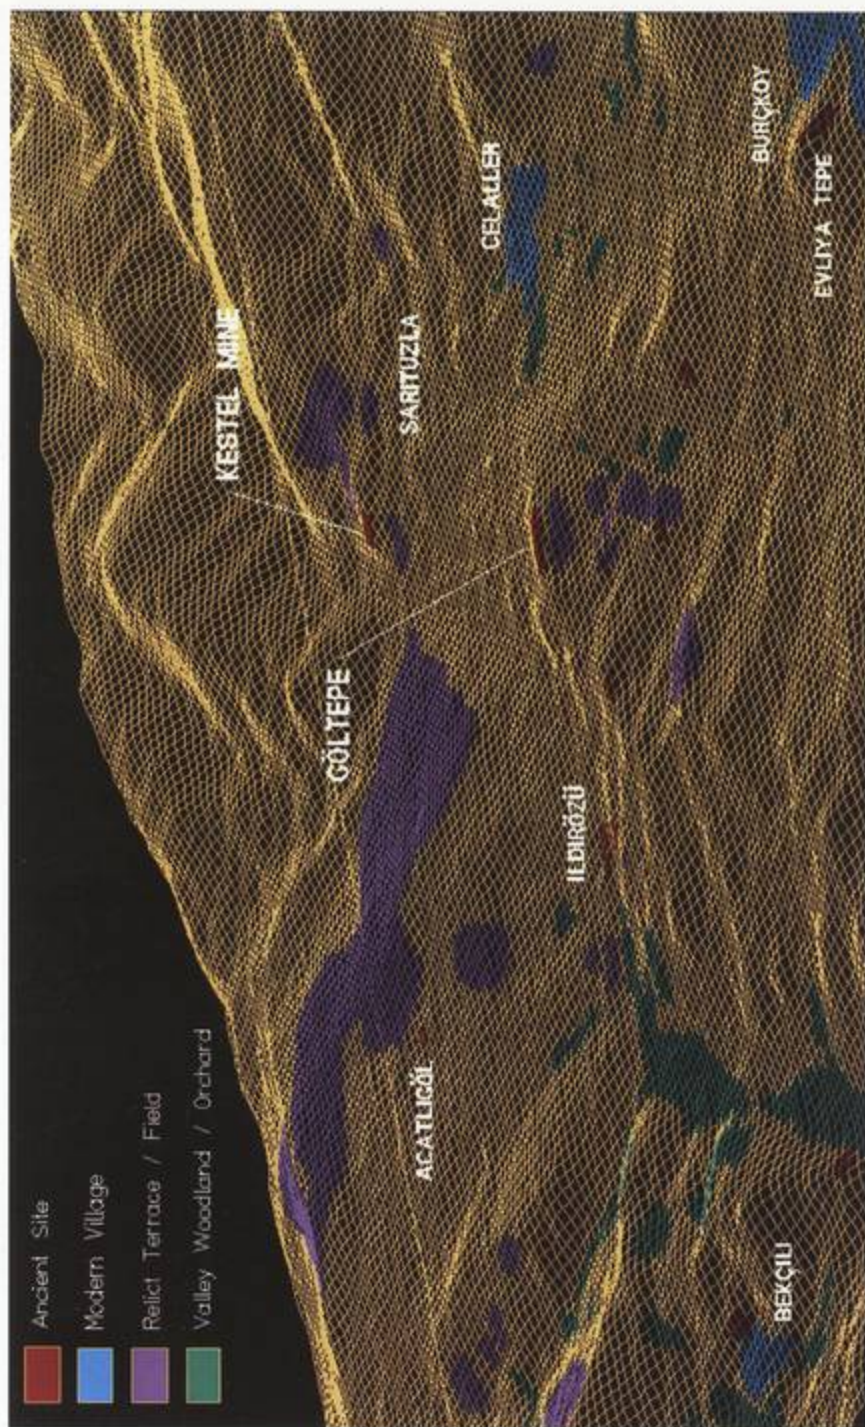 Ancient Site
Modern Village
Relict Terrace / Field
Valley Woodland / Orchard
KESTEL MINE
GÖLTEPE
SARITUZLA
CELALLER
ACATLIGÖL
ILDIRÖZÜ
BURÇKÖY
EVLIYA TEPE
BEKÇILI